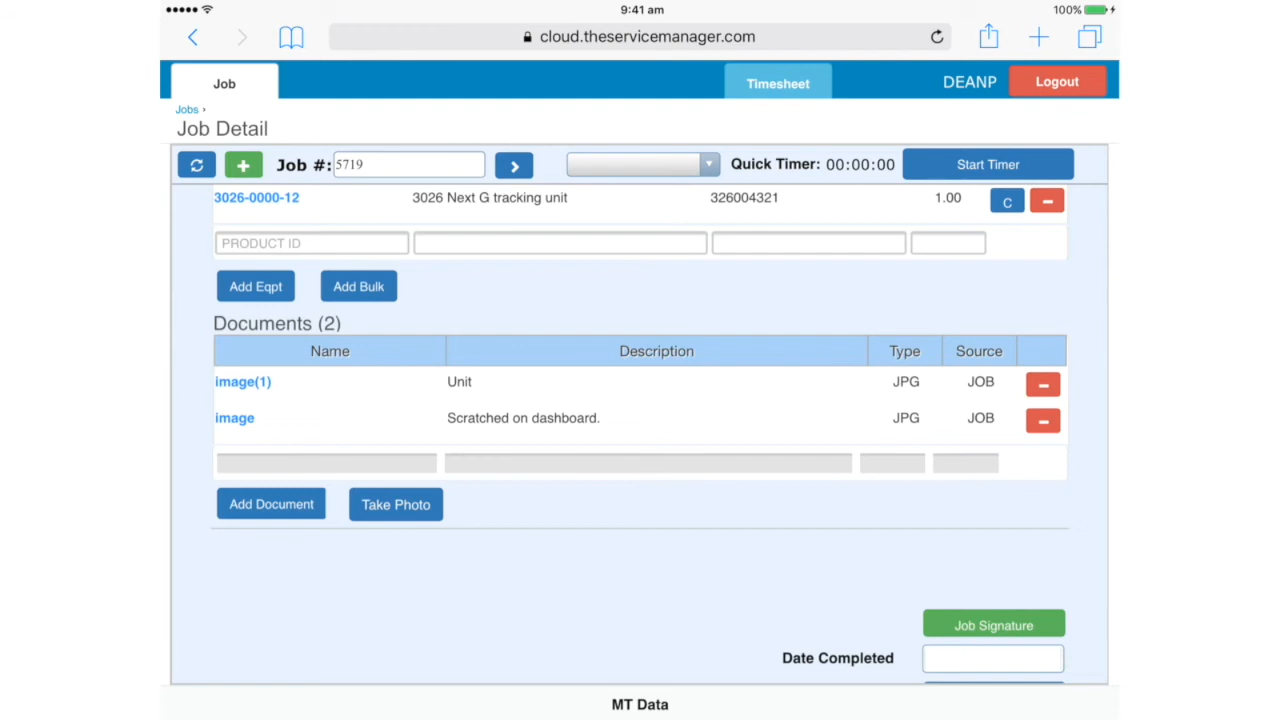 9:41 am
100%
cloud.theservicemanager.com
Job
Timesheet
DEANP
Logout
Jobs ›
Job Detail
Job #: 5719
Quick Timer: 00:00:00
Start Timer
3026-0000-12 3026 Next G tracking unit 326004321 1.00 C
PRODUCT ID
Add Eqpt
Add Bulk
Documents (2)
Name Description Type Source
image(1) Unit JPG JOB
image Scratched on dashboard. JPG JOB
Add Document
Take Photo
Job Signature
Date Completed
MT Data